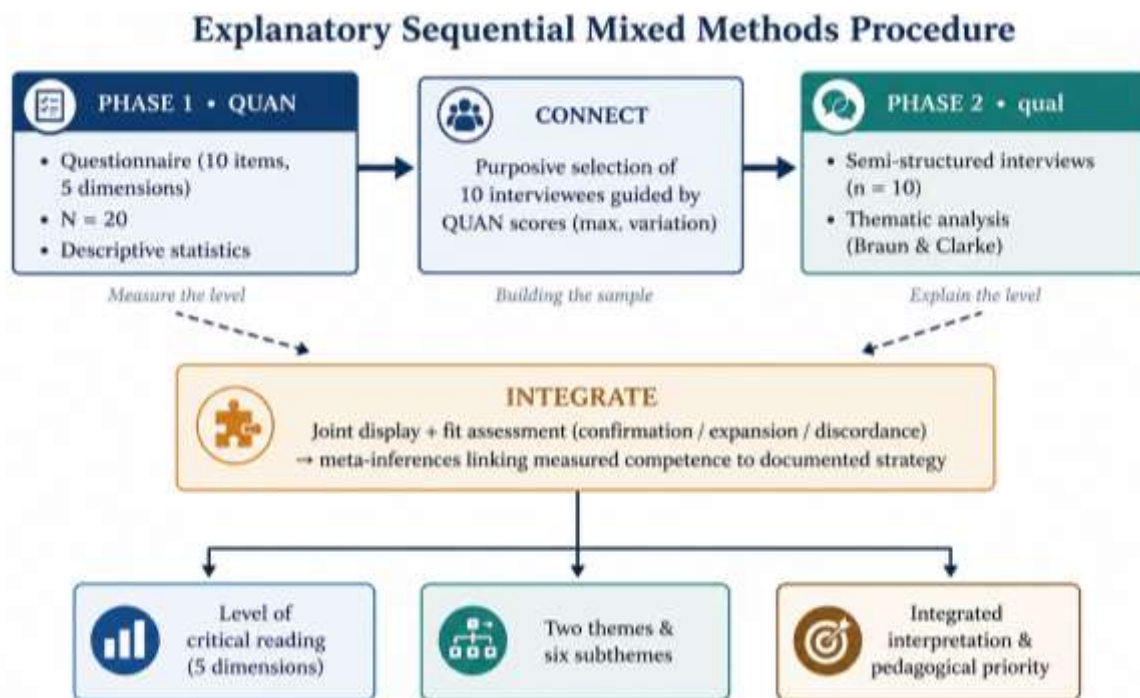 Explanatory Sequential Mixed Methods Procedure
PHASE 1 • QUAN
• Questionnaire (10 items,
5 dimensions)
• N = 20
• Descriptive statistics
Measure the level
CONNECT
Purposive selection of
10 interviewees guided by
QUAN scores (max. variation)
Building the sample
PHASE 2 • qual
• Semi-structured interviews
(n = 10)
• Thematic analysis
(Braun & Clarke)
Explain the level
INTEGRATE
Joint display + fit assessment (confirmation / expansion / discordance)
→ meta-inferences linking measured competence to documented strategy
Level of
critical reading
(5 dimensions)
Two themes &
six subthemes
Integrated
interpretation &
pedagogical priority